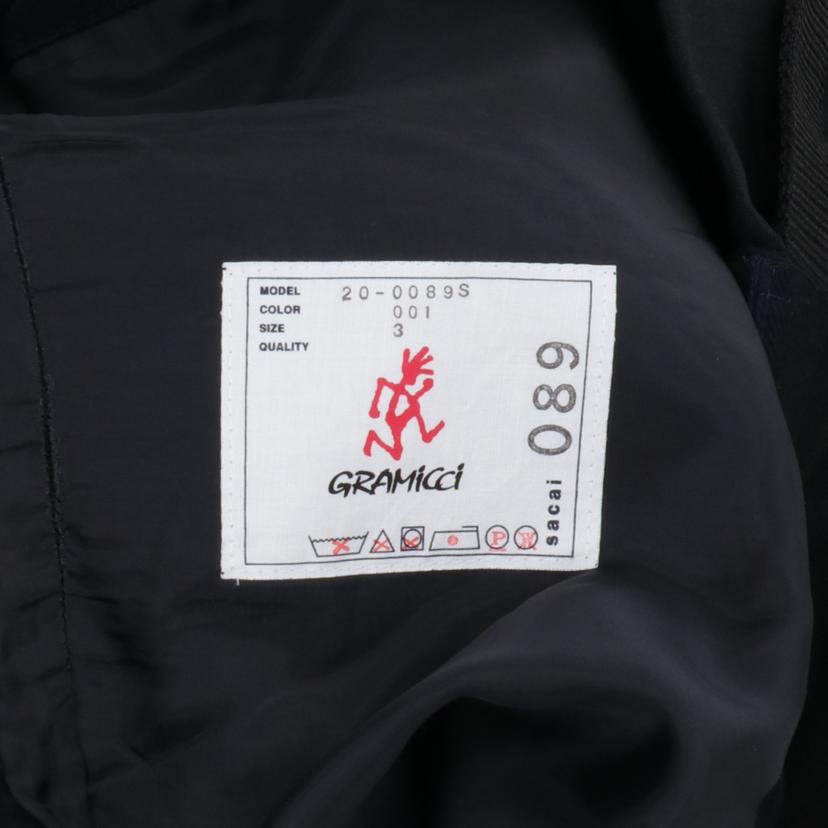 MODEL 20-0089S
COLOR 001
SIZE 3
QUALITY
GRAMiCCi
P W
sacai 089